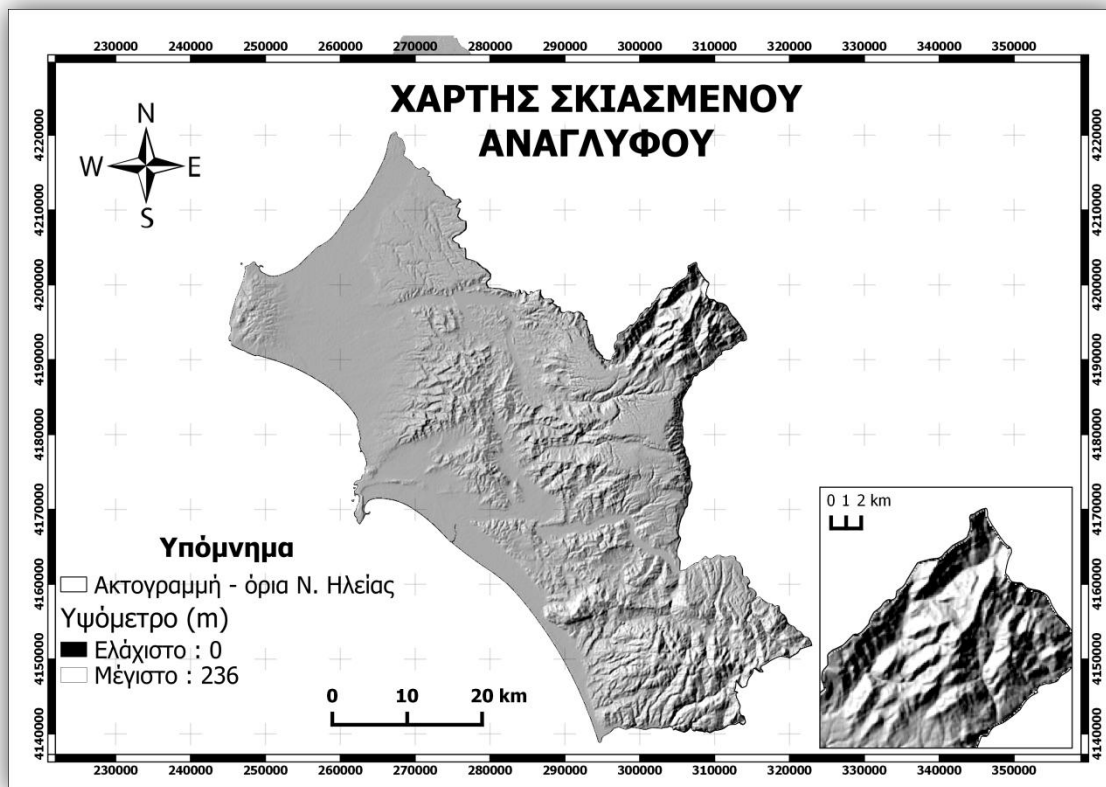 230000 240000 250000 260000 270000 280000 290000 300000 310000 320000 330000 340000 350000
ΧΑΡΤΗΣ ΣΚΙΑΣΜΕΝΟΥ
ΑΝΑΓΛΥΦΟΥ
N
W E
S
4220000
4210000
4200000
4190000
4180000
4170000
4160000
4150000
4140000
4220000
4210000
4200000
4190000
4180000
4170000
4160000
4150000
4140000
0 1 2 km
Υπόμνημα
Ακτογραμμή - όρια Ν. Ηλείας
Υψόμετρο (m)
Ελάχιστο : 0
Μέγιστο : 236
0 10 20 km
230000 240000 250000 260000 270000 280000 290000 300000 310000 320000 330000 340000 350000